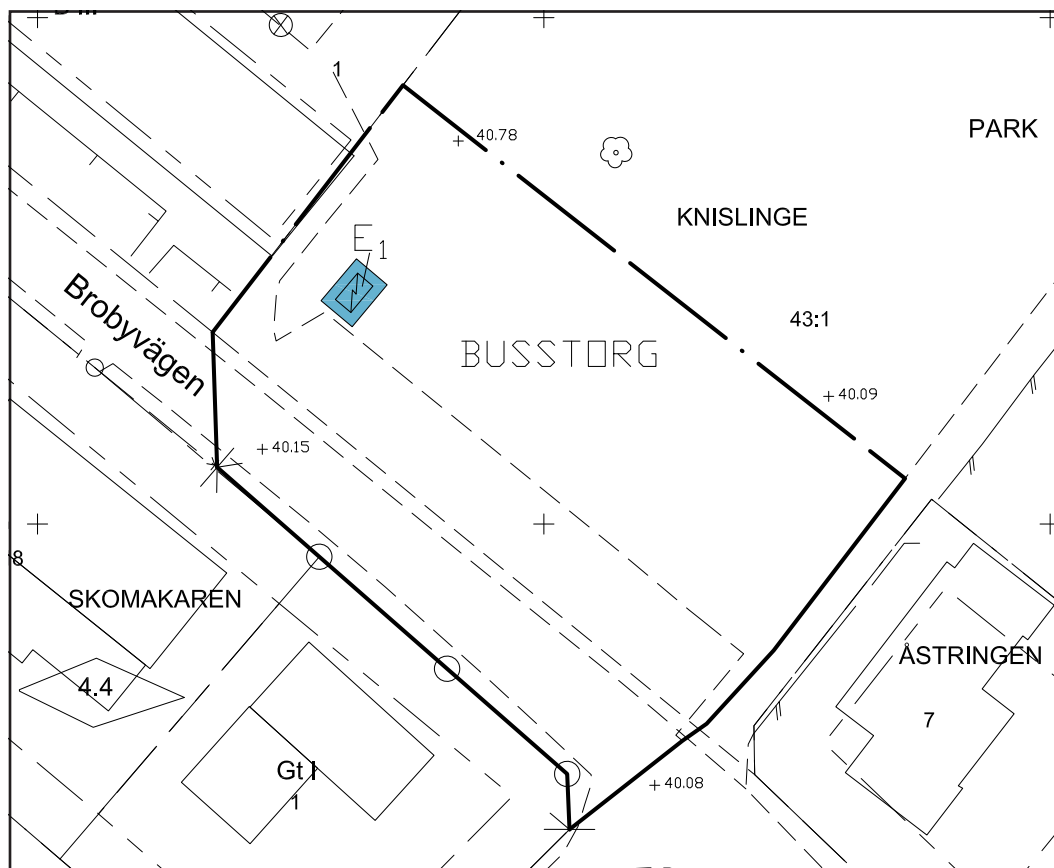 1
40.78
PARK
KNISLINGE
E1
43:1
Brobyvägen
BUSSTORG
40.09
40.15
8
SKOMAKAREN
ÅSTRINGEN
4.4
7
Gt I
1
40.08